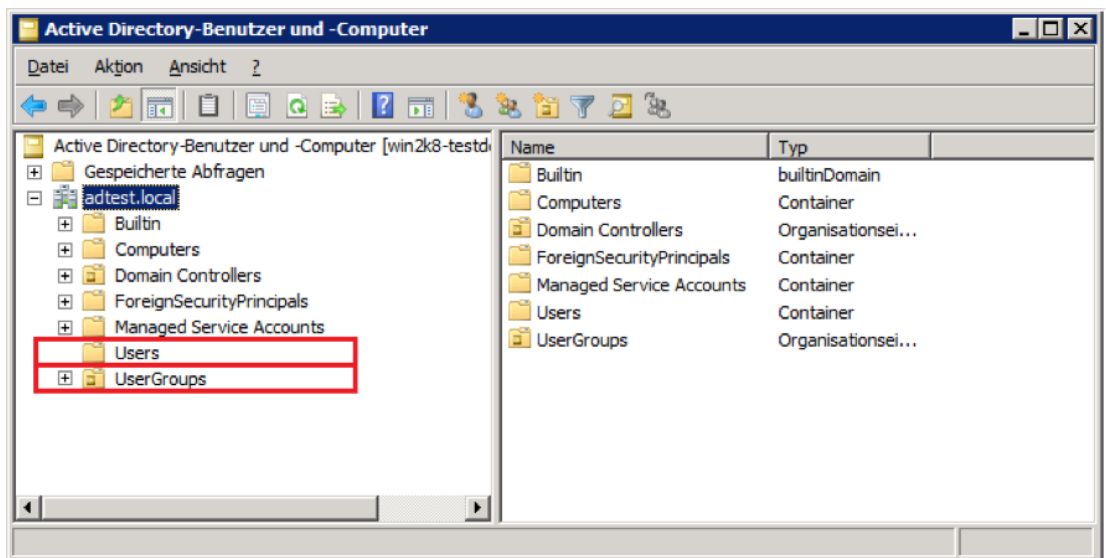 Active Directory-Benutzer und -Computer
Datei Aktion Ansicht ?
Active Directory-Benutzer und -Computer [win2k8-testd
Gespeicherte Abfragen
adtest.local
Builtin
Computers
Domain Controllers
ForeignSecurityPrincipals
Managed Service Accounts
Users
UserGroups
Name Typ
Builtin builtinDomain
Computers Container
Domain Controllers Organisationsei...
ForeignSecurityPrincipals Container
Managed Service Accounts Container
Users Container
UserGroups Organisationsei...